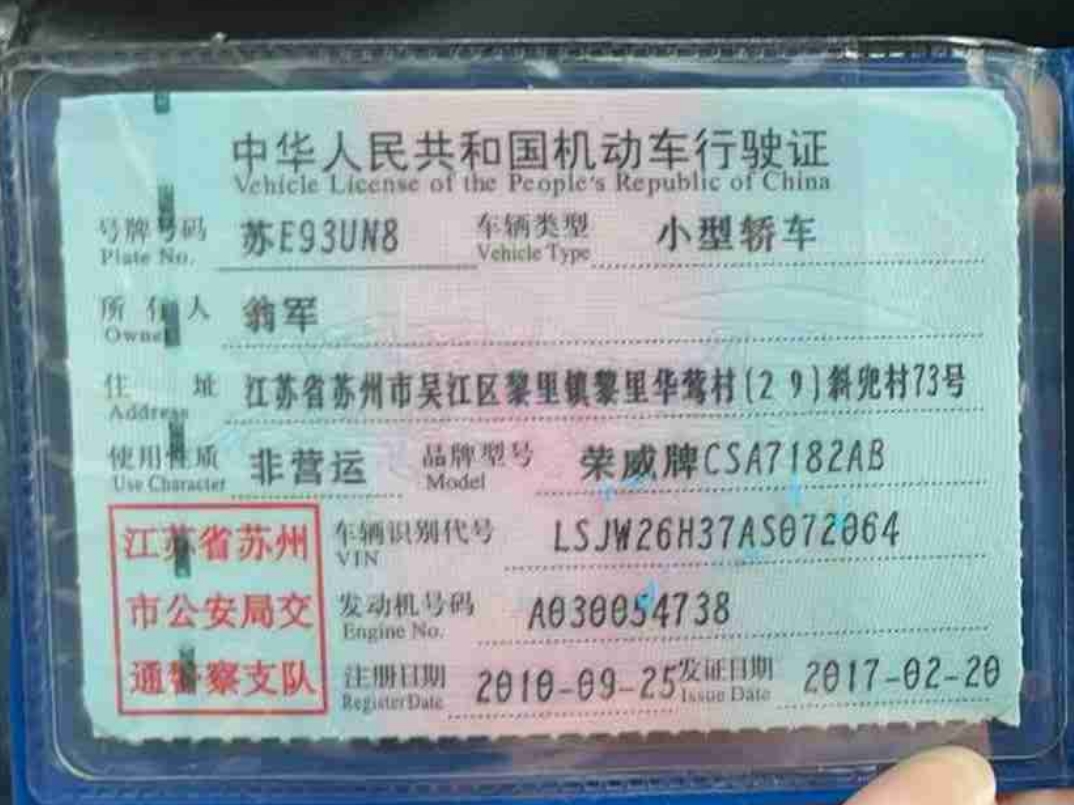 中华人民共和国机动车行驶证
Vehicle License of the People's Republic of China
号牌号码 苏E93UN8 车辆类型 小型轿车
Plate No. Vehicle Type
所有人 翁军
Owner
住址 江苏省苏州市吴江区黎里镇黎里华莺村(29)斜兜村73号
Address
使用性质 非营运 品牌型号 荣威牌CSA7182AB
Use Character Model
江苏省苏州 车辆识别代号 LSJW26H37AS072064
VIN
市公安局交 发动机号码 A030054738
Engine No.
通警察支队 注册日期 2010-09-25 发证日期 2017-02-20
Register Date Issue Date